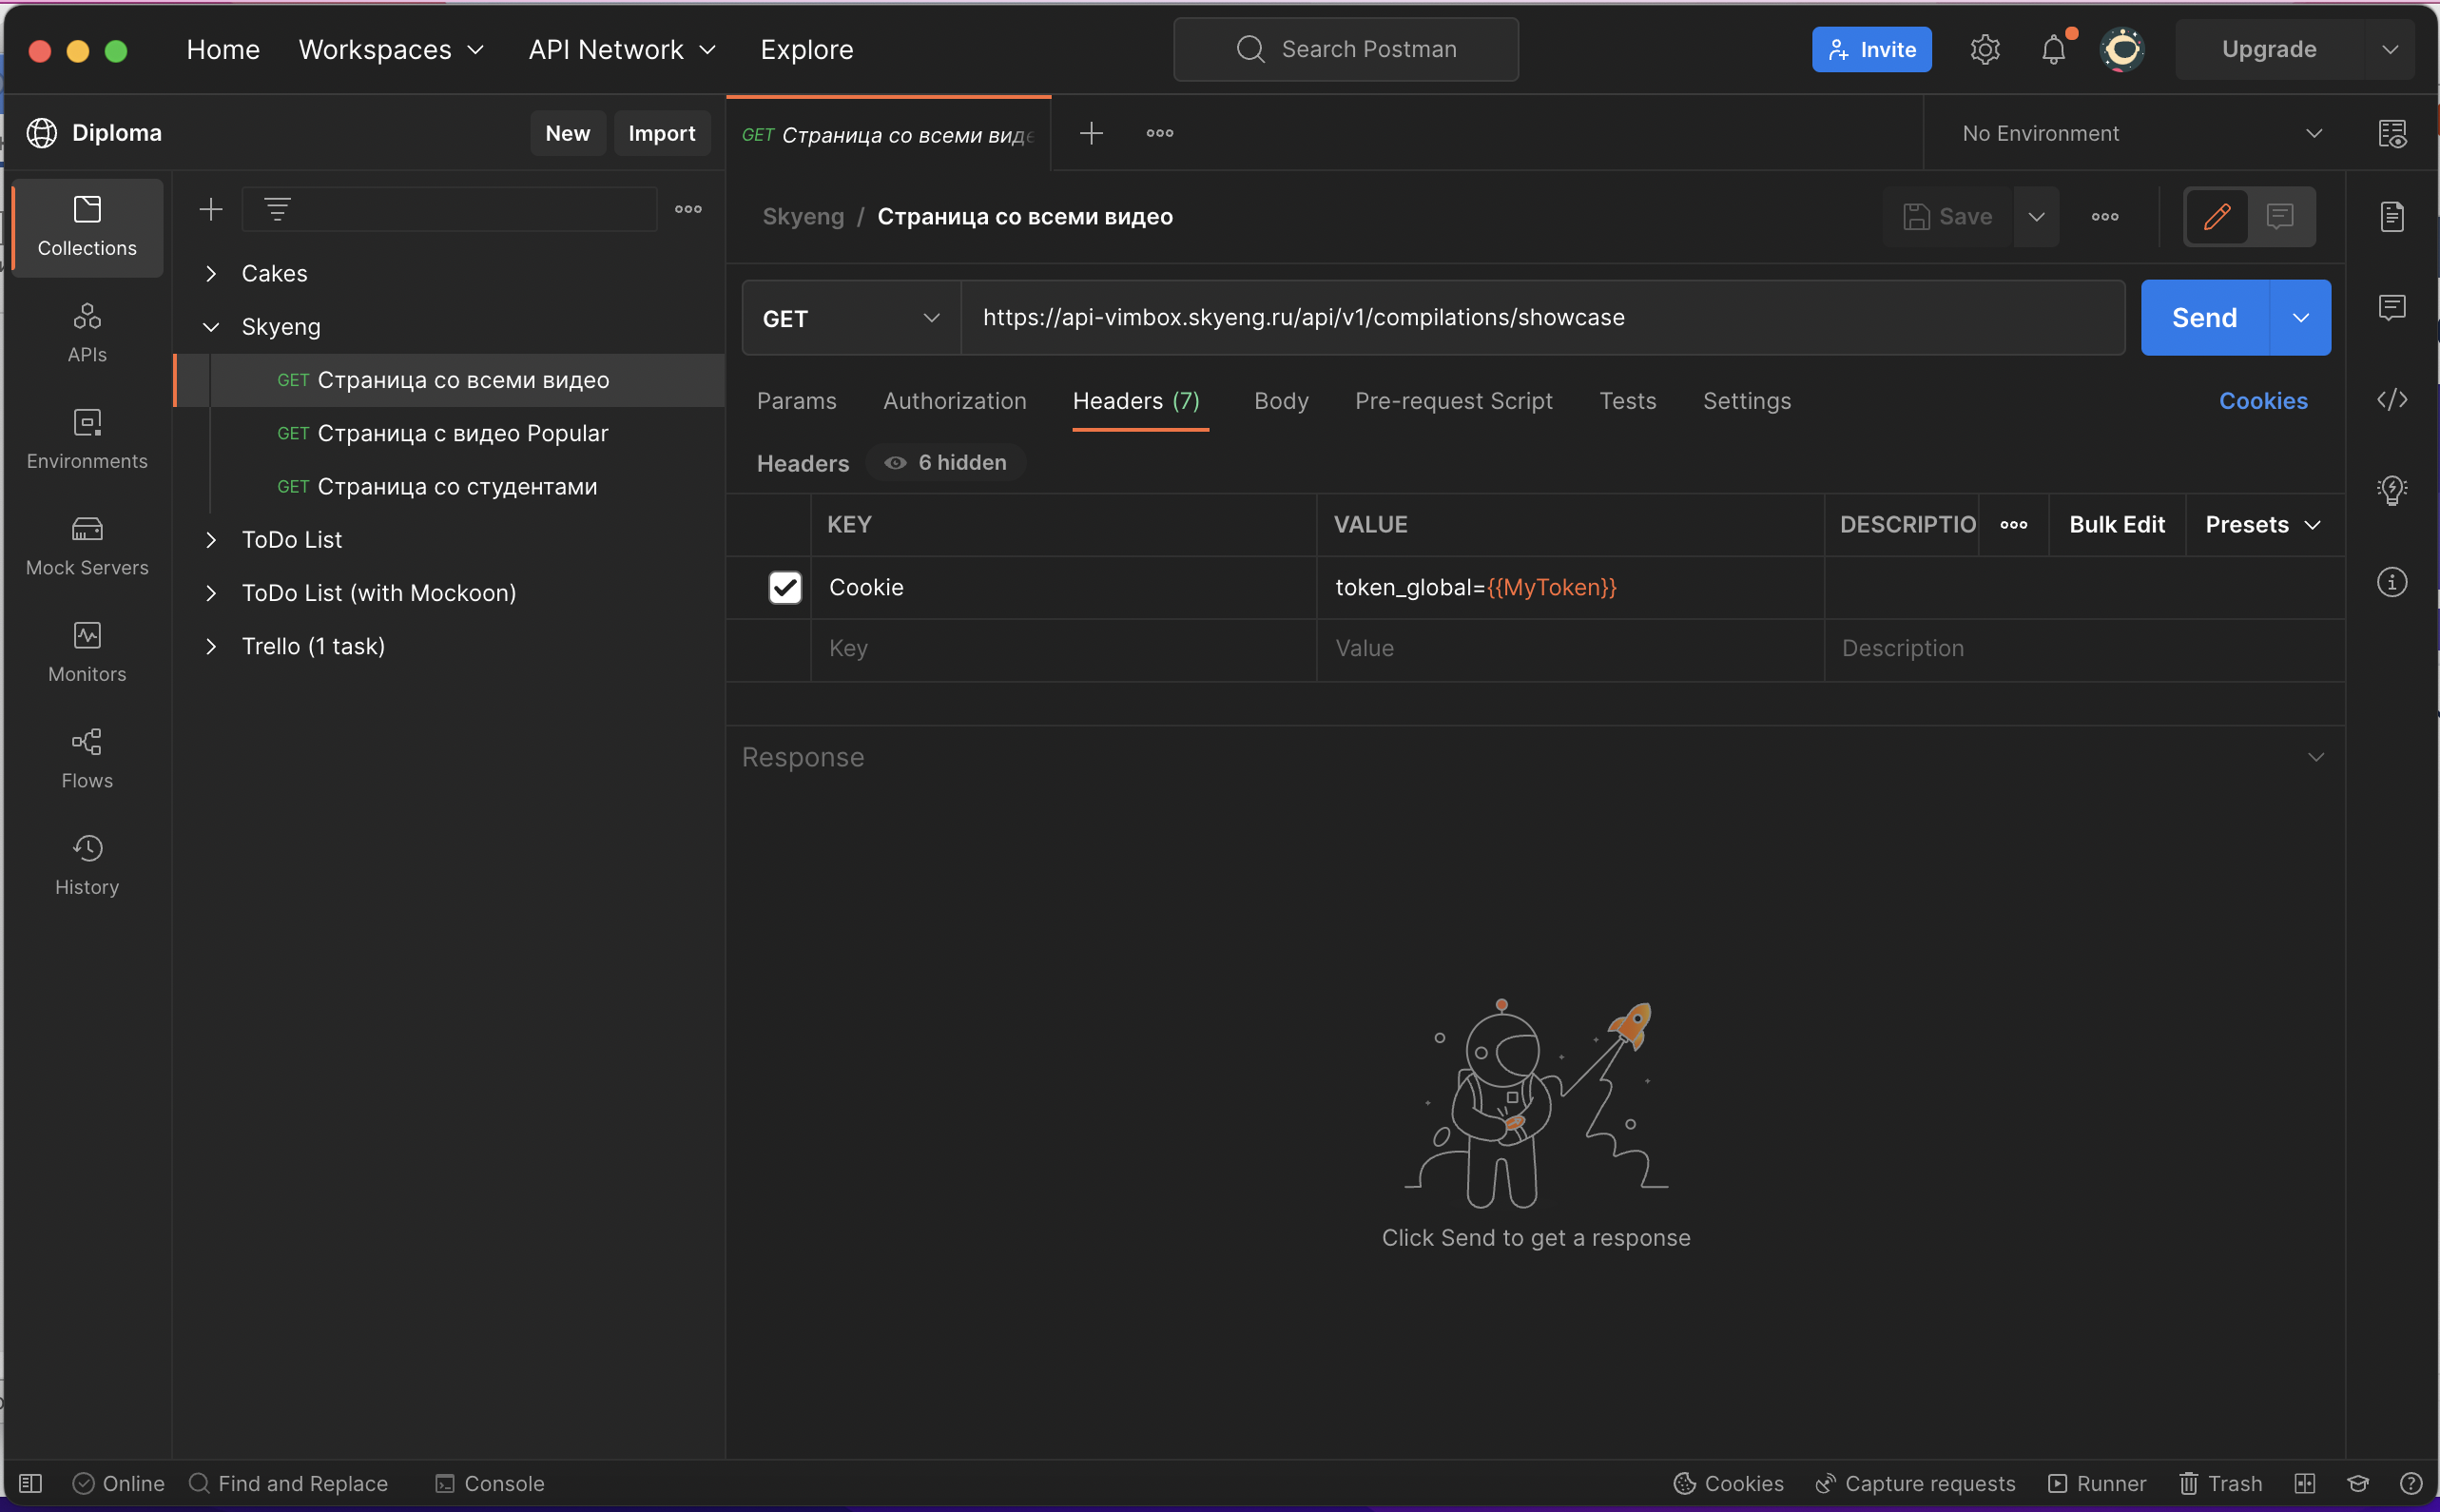 Home Workspaces API Network Explore Search Postman Invite Upgrade
Diploma New Import
GET Страница со всеми виде
No Environment
Collections
APIs
Environments
Mock Servers
Monitors
Flows
History
Cakes
Skyeng
GET Страница со всеми видео
GET Страница с видео Popular
GET Страница со студентами
ToDo List
ToDo List (with Mockoon)
Trello (1 task)
Skyeng / Страница со всеми видео Save
GET https://api-vimbox.skyeng.ru/api/v1/compilations/showcase Send
Params Authorization Headers (7) Body Pre-request Script Tests Settings Cookies
Headers 6 hidden
KEY VALUE DESCRIPTIO Bulk Edit Presets
Cookie token_global={{MyToken}}
Key Value Description
Response
Click Send to get a response
Online Find and Replace Console Cookies Capture requests Runner Trash